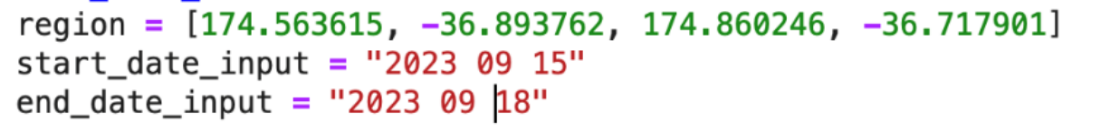 region = [174.563615, -36.893762, 174.860246, -36.717901]
start_date_input = "2023 09 15"
end_date_input = "2023 09 18"